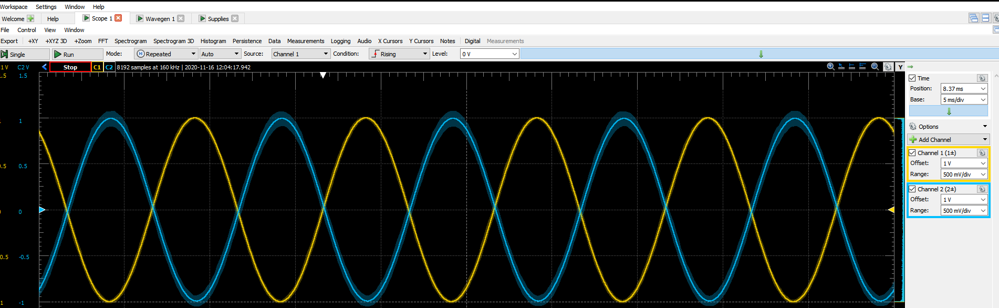 Workspace Settings Window Help
Welcome Help Scope 1 Wavegen 1 Supplies
File Control View Window
Export +XY +XYZ 3D +Zoom FFT Spectrogram Spectrogram 3D Histogram Persistence Data Measurements Logging Audio X Cursors Y Cursors Notes Digital Measurements
Single Run Mode: Repeated Auto Source: Channel 1 Condition: Rising Level: 0 V
1 V C2 V Stop C1 C2 8192 samples at 160 kHz | 2020-11-16 12:04:17.942 Y
.5 1.5
Time
Position: 8.37 ms
Base: 5 ms/div
1 1
Options
Add Channel
Channel 1 (1±)
Offset: 1 V
0.5 0.5
Range: 500 mV/div
Channel 2 (2±)
Offset: 1 V
Range: 500 mV/div
0 0
0.5 -0.5
1 -1